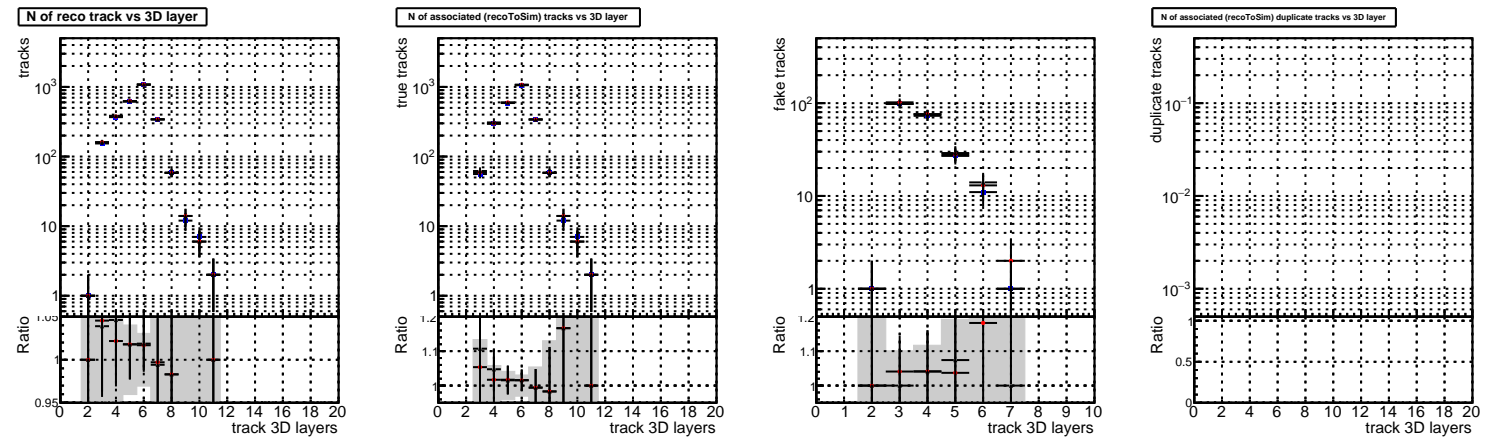 N of reco track vs 3D layer
tracks
10³
10²
10
1
Ratio
1.05
1
0.95
0 2 4 6 8 10 12 14 16 18 20
track 3D layers
N of associated (recoToSim) tracks vs 3D layer
true tracks
10³
10²
10
1
Ratio
1.2
1.1
1
0 2 4 6 8 10 12 14 16 18 20
track 3D layers
fake tracks
10²
10
1
Ratio
1.2
1.1
1
0 1 2 3 4 5 6 7 8 9 10
track 3D layers
N of associated (recoToSim) duplicate tracks vs 3D layer
duplicate tracks
10⁻¹
10⁻²
10⁻³
Ratio
1
0.5
0
0 2 4 6 8 10 12 14 16 18 20
track 3D layers